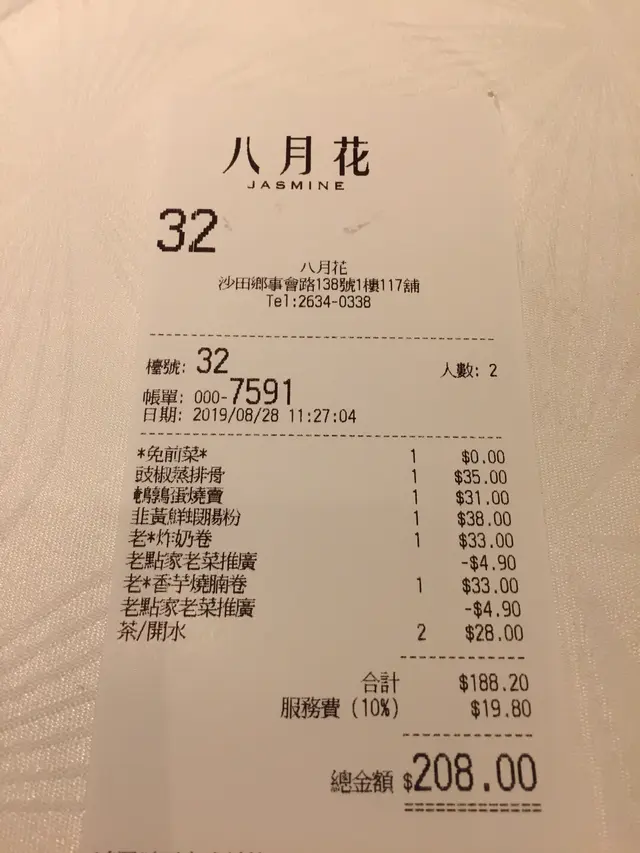 八月花
JASMINE
32
八月花
沙田鄉事會路138號1樓117舖
Tel:2634-0338
檯號: 32 人數: 2
帳單: 000-7591
日期: 2019/08/28 11:27:04
*免前菜* 1 $0.00
豉椒蒸排骨 1 $35.00
鵪鶉蛋燒賣 1 $31.00
韭黃鮮蝦腸粉 1 $38.00
老*炸奶卷 1 $33.00
老點家老菜推廣 -$4.90
老*香芋燒腩卷 1 $33.00
老點家老菜推廣 -$4.90
茶/開水 2 $28.00
合計 $188.20
服務費 (10%) $19.80
總金額 $208.00